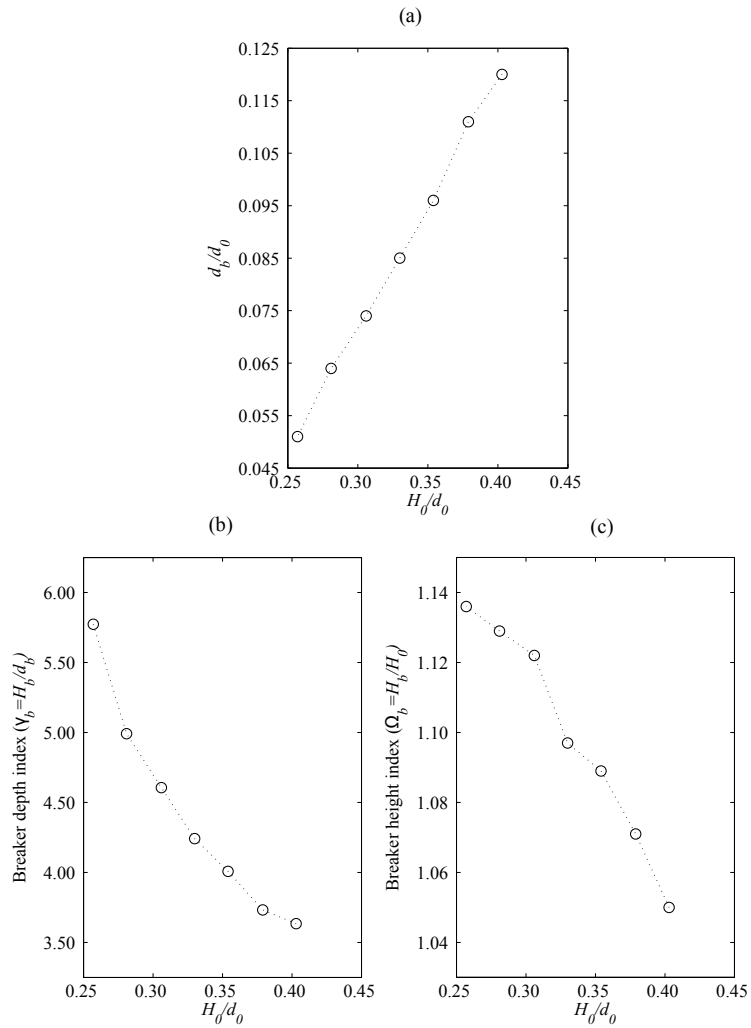 (a)
0.125
0.115
0.105
0.095
0.085
0.075
0.065
0.055
0.045
d_b/d_0
0.25 0.30 0.35 0.40 0.45
H_0/d_0
(b)
6.00
5.50
5.00
4.50
4.00
3.50
Breaker depth index (γ_b=H_b/d_b)
0.25 0.30 0.35 0.40 0.45
H_0/d_0
(c)
1.14
1.12
1.10
1.08
1.06
1.04
Breaker height index (Ω_b=H_b/H_0)
0.25 0.30 0.35 0.40 0.45
H_0/d_0